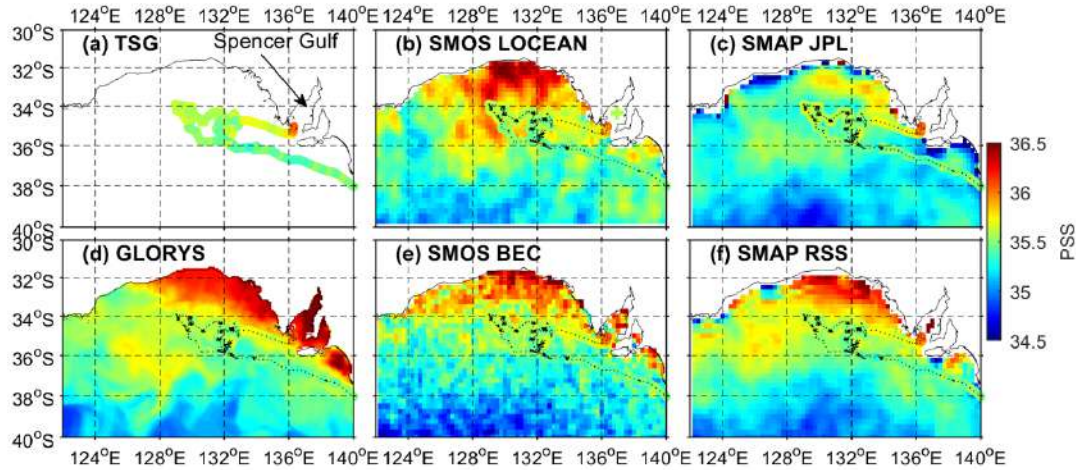 124°E 128°E 132°E 136°E 140°E 124°E 128°E 132°E 136°E 140°E 124°E 128°E 132°E 136°E 140°E
30°S
(a) TSG Spencer Gulf (b) SMOS LOCEAN (c) SMAP JPL
32°S
34°S
36°S
38°S
40°S
30°S
(d) GLORYS (e) SMOS BEC (f) SMAP RSS
32°S
34°S
36°S
38°S
40°S
124°E 128°E 132°E 136°E 140°E 124°E 128°E 132°E 136°E 140°E 124°E 128°E 132°E 136°E 140°E
36.5
36
35.5
35
34.5
PSS